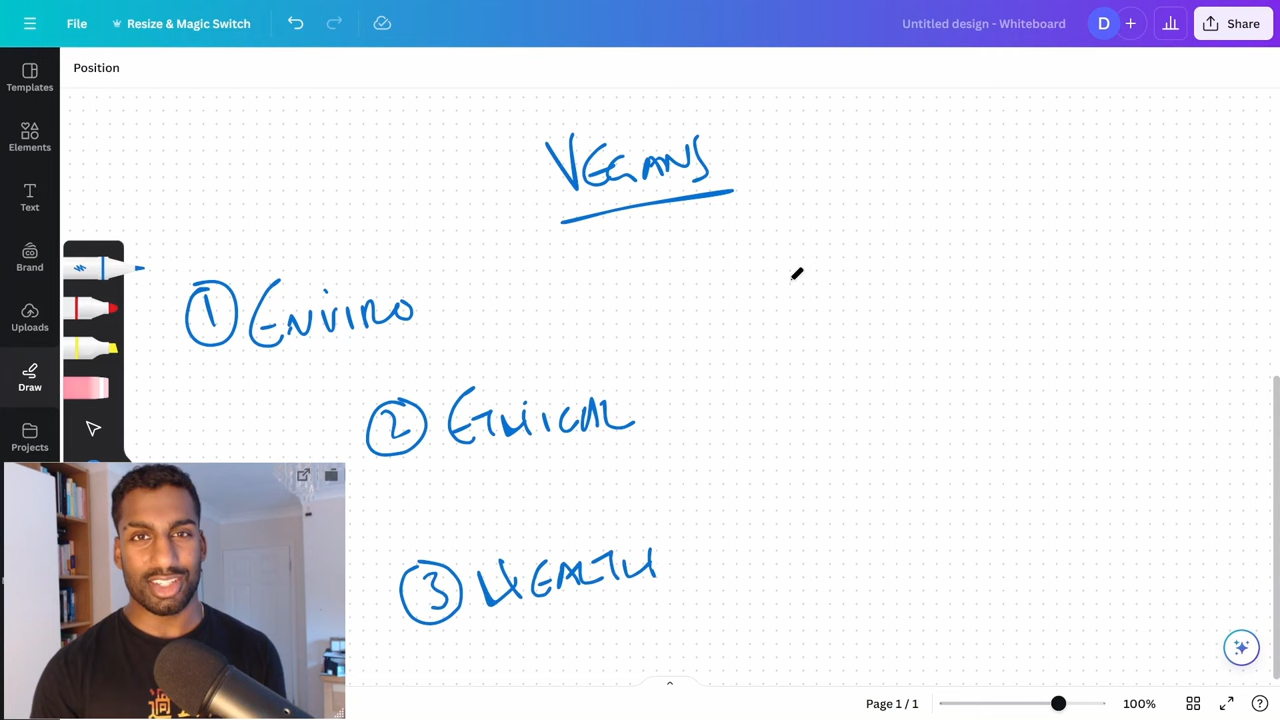 File
Resize & Magic Switch
Untitled design - Whiteboard
D
Share
Position
Templates
Elements
Text
Brand
Uploads
Draw
Projects
VEGANS
1 ENVIRO
2 ETHICAL
3 HEALTH
Page 1 / 1
100%